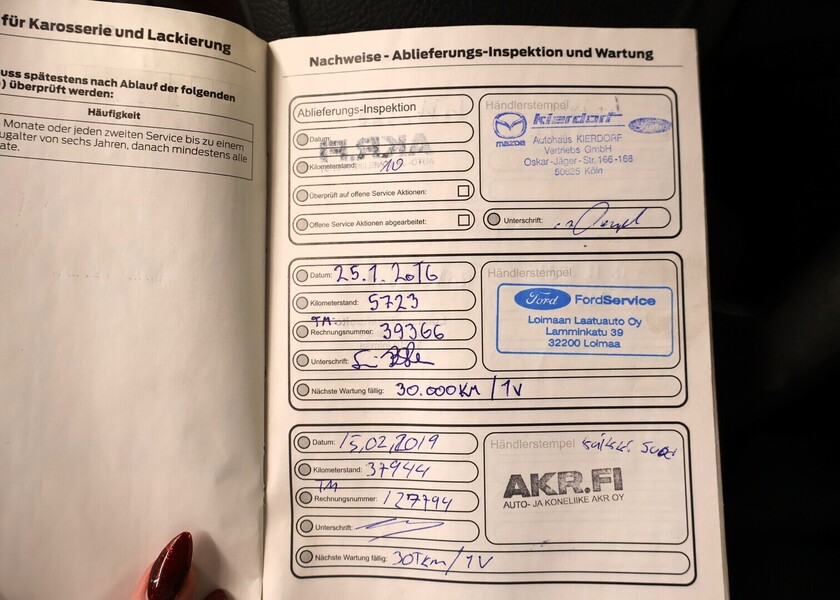 für Karosserie und Lackierung
uss spätestens nach Ablauf der folgenden
) überprüft werden:
Häufigkeit
Monate oder jeden zweiten Service bis zu einem
ugalter von sechs Jahren, danach mindestens alle
ate.
Nachweise - Ablieferungs-Inspektion und Wartung
Ablieferungs-Inspektion
Datum:
Kilometerstand: 10
Überprüft auf offene Service Aktionen:
Offene Service Aktionen abgearbeitet:
Händlerstempel
mazda
Kierdorf
Ford
Autohaus KIERDORF
Vertriebs GmbH
Oskar-Jäger-Str. 166-168
50825 Köln
Unterschrift:
Datum: 25.1.2016
Kilometerstand: 5723
TM:
Rechnungsnummer: 39366
Unterschrift:
Nächste Wartung fällig: 30.000KM/1V
Händlerstempel
Ford FordService
Loimaan Laatuauto Oy
Lamminkatu 39
32200 Loimaa
Datum: 15,02,2019
Kilometerstand: 37944
TM
Rechnungsnummer: 127794
Unterschrift:
Nächste Wartung fällig: 30Tkm/1V
Händlerstempel
AKR.FI
AUTO- JA KONELIIKE AKR OY